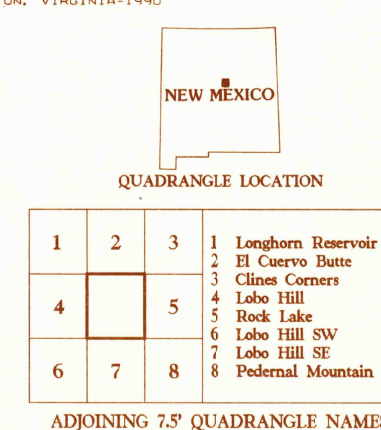 VIRGINIA-1990
NEW MEXICO
QUADRANGLE LOCATION
1 2 3
4 5
6 7 8
1 Longhorn Reservoir
2 El Cuervo Butte
3 Clines Corners
4 Lobo Hill
5 Rock Lake
6 Lobo Hill SW
7 Lobo Hill SE
8 Pedernal Mountain
ADJOINING 7.5' QUADRANGLE NAMES